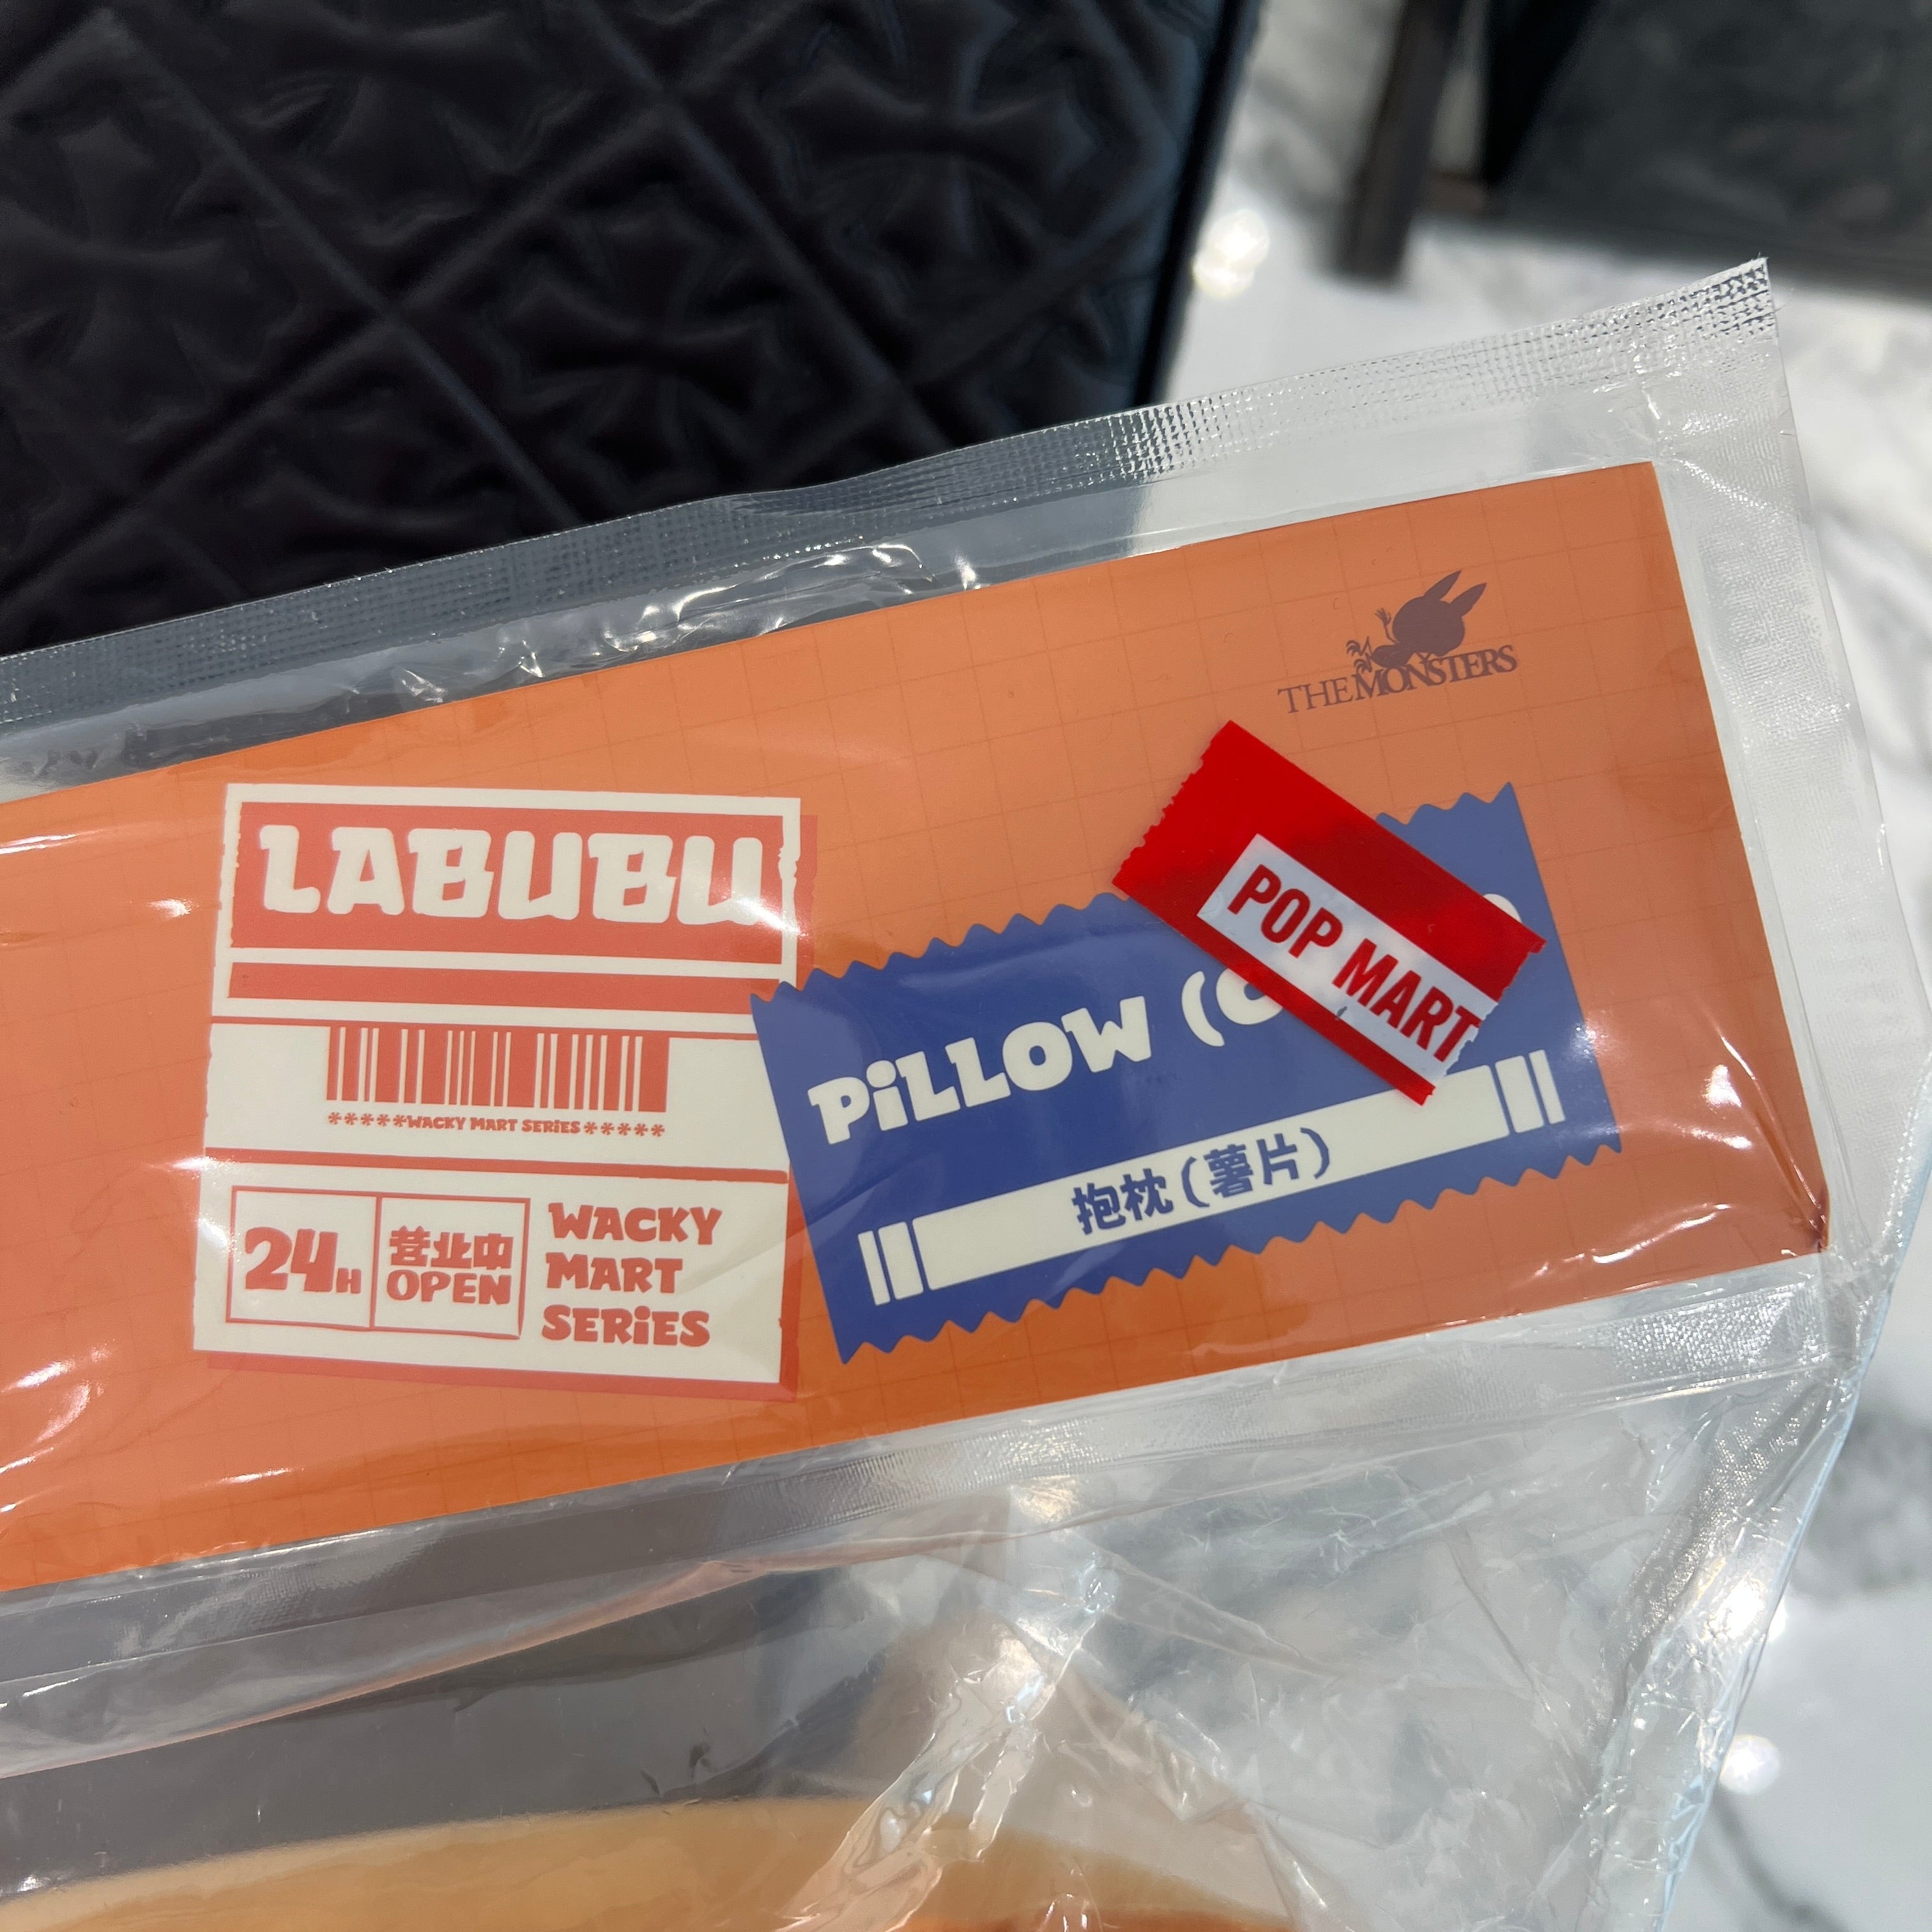 THE MONSTERS
LABUBU
*****WACKY MART SERiES*****
24H
营业中
OPEN
WACKY
MART
SERiES
PiLLOW
抱枕(薯片)
POP MART